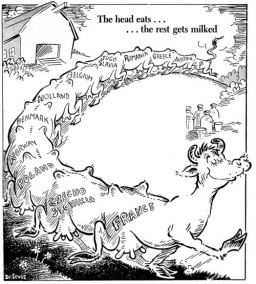 The head eats . . .
. . . the rest gets milked
JUGO
SLAVIA
RUMANIA
GREECE
BELGIUM
HOLLAND
DENMARK
NORWAY
POLAND
CZECHO
SLOVAKIA
FRANCE
DR. SEUSS